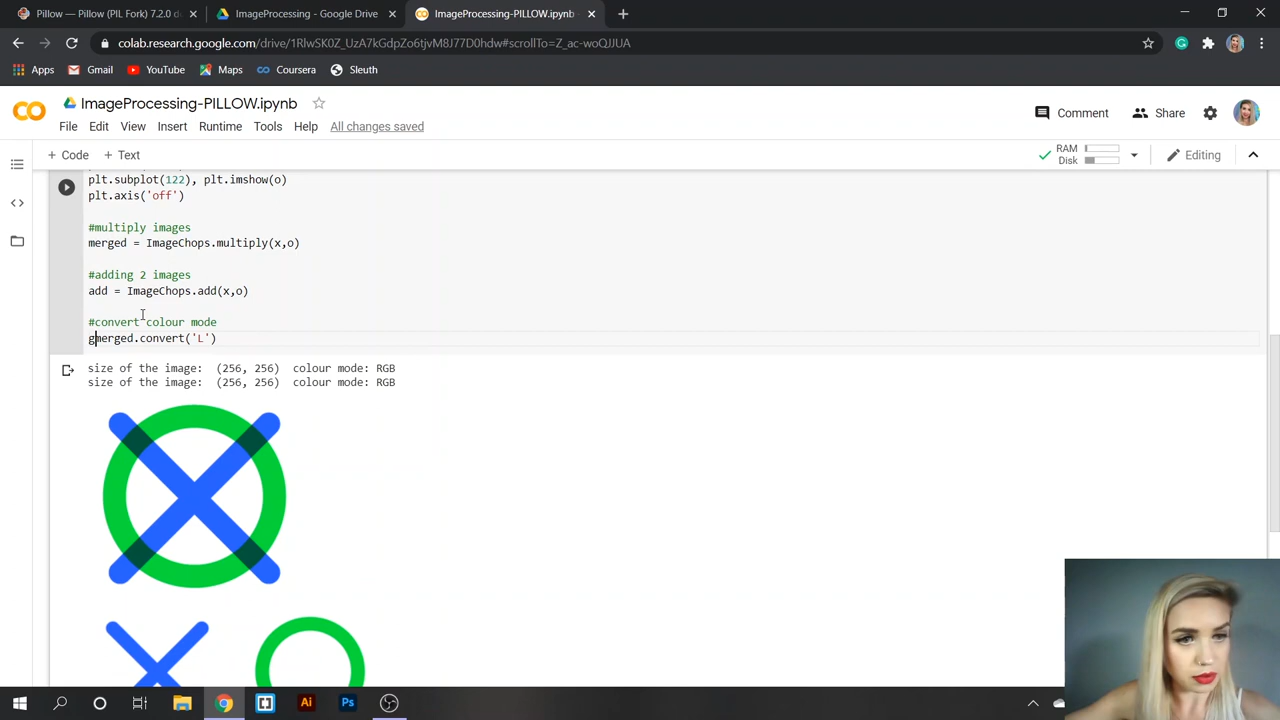 Pillow — Pillow (PIL Fork) 7.2.0 d
ImageProcessing - Google Drive
ImageProcessing-PILLOW.ipynb
colab.research.google.com/drive/1RlwSK0Z_UzA7kGdpZo6tjvM8J77D0hdw#scrollTo=Z_ac-woQJJUA
Apps
Gmail
YouTube
Maps
Coursera
Sleuth
ImageProcessing-PILLOW.ipynb
File Edit View Insert Runtime Tools Help All changes saved
Comment
Share
+ Code + Text
RAM
Disk
Editing
plt.subplot(122), plt.imshow(o)
plt.axis('off')
#multiply images
merged = ImageChops.multiply(x,o)
#adding 2 images
add = ImageChops.add(x,o)
#convert colour mode
gmerged.convert('L')
size of the image: (256, 256) colour mode: RGB
size of the image: (256, 256) colour mode: RGB
Ai
Ps